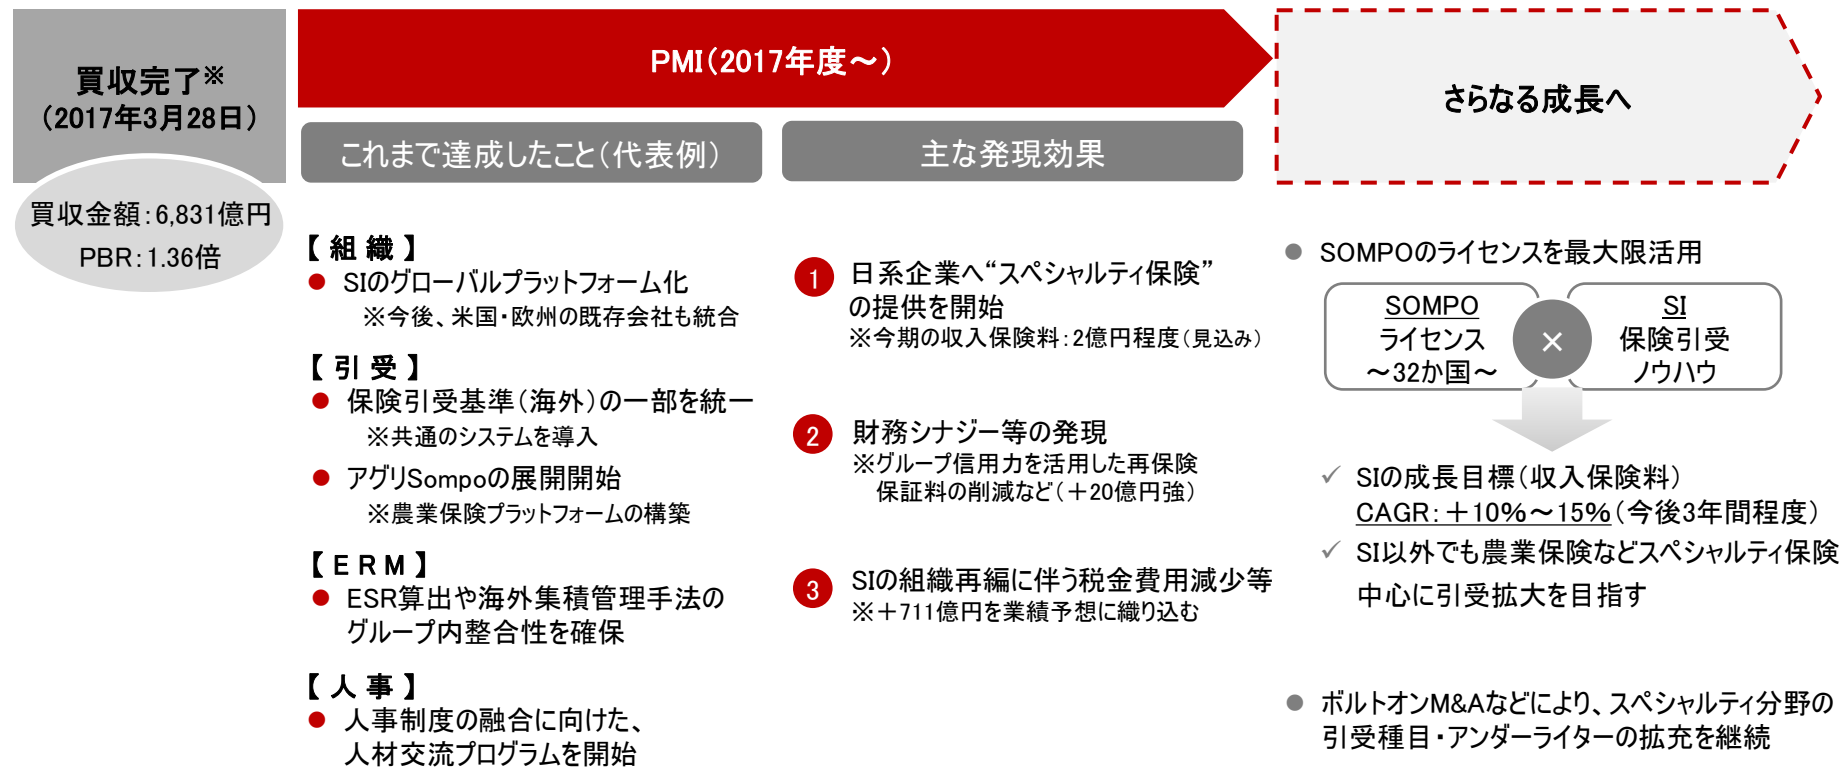 買収完了※
（2017年3月28日）
買収金額：6,831億円
PBR：1.36倍
PMI（2017年度～）
これまで達成したこと（代表例）
【 組 織 】
● SIのグローバルプラットフォーム化
※今後、米国・欧州の既存会社も統合
【 引 受 】
● 保険引受基準（海外）の一部を統一
※共通のシステムを導入
● アグリSompoの展開開始
※農業保険プラットフォームの構築
【 E R M 】
● ESR算出や海外集積管理手法の
グループ内整合性を確保
【 人 事 】
● 人事制度の融合に向けた、
人材交流プログラムを開始
主な発現効果
1 日系企業へ“スペシャルティ保険”
の提供を開始
※今期の収入保険料：2億円程度（見込み）
2 財務シナジー等の発現
※グループ信用力を活用した再保険
保証料の削減など（＋20億円強）
3 SIの組織再編に伴う税金費用減少等
※＋711億円を業績予想に織り込む
さらなる成長へ
● SOMPOのライセンスを最大限活用
SOMPO
ライセンス
～32か国～
×
SI
保険引受
ノウハウ
✓ SIの成長目標（収入保険料）
CAGR：＋10%～15%（今後3年間程度）
✓ SI以外でも農業保険などスペシャルティ保険
中心に引受拡大を目指す
● ボルトオンM&Aなどにより、スペシャルティ分野の
引受種目・アンダーライターの拡充を継続